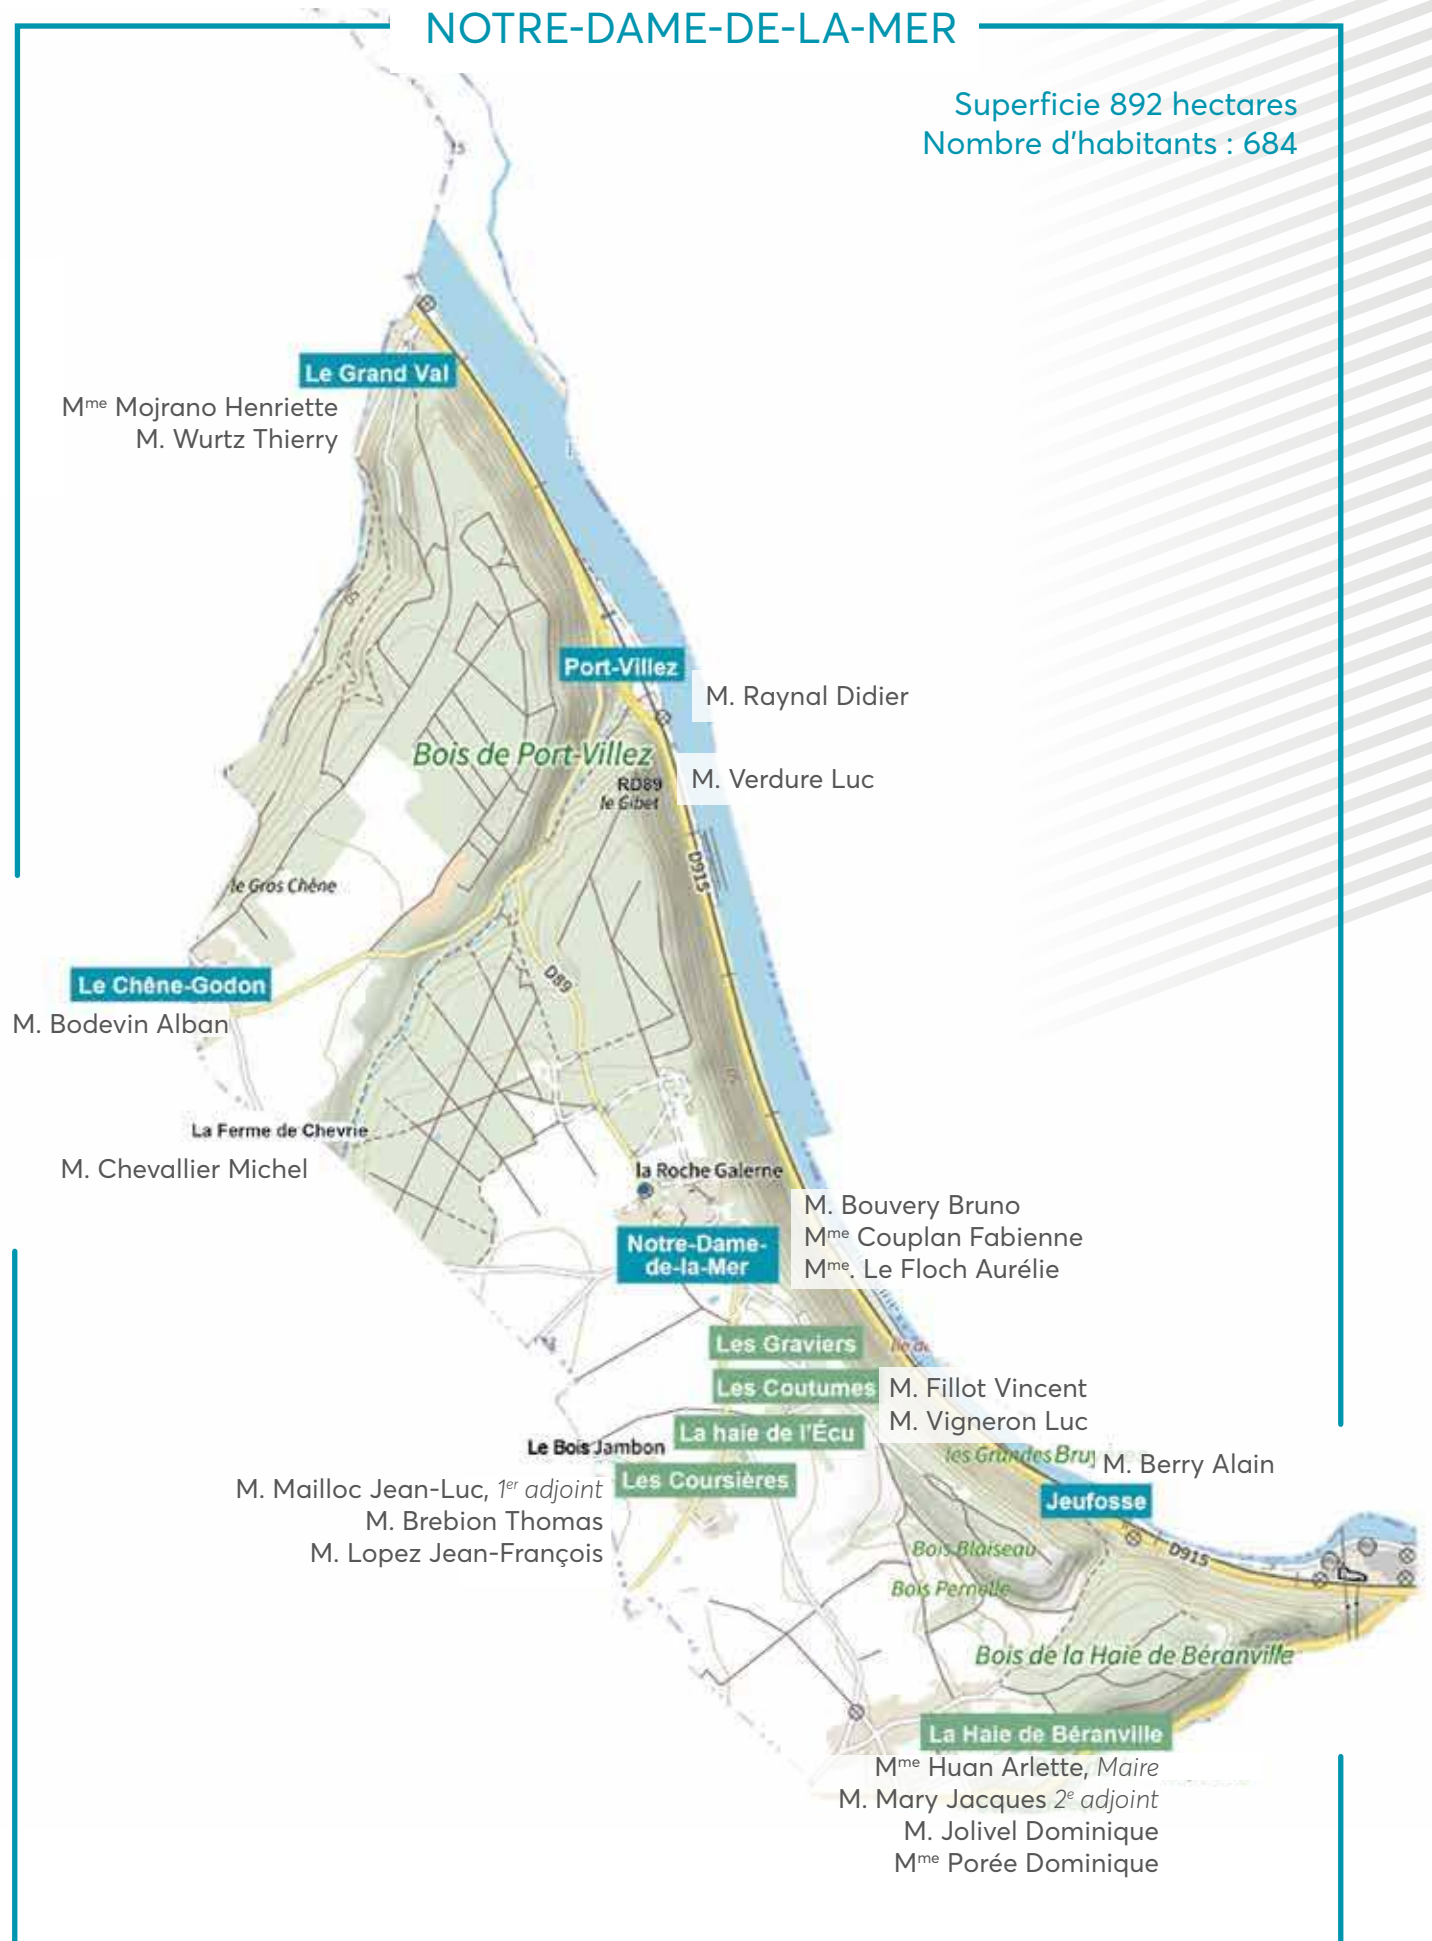 NOTRE-DAME-DE-LA-MER
Superficie 892 hectares
Nombre d'habitants : 684
Le Grand Val
Mme Mojrano Henriette
M. Wurtz Thierry
Port-Villez
M. Raynal Didier
Bois de Port-Villez
RD89
le Gibet
M. Verdure Luc
D915
le Gros Chêne
Le Chêne-Godon
M. Bodevin Alban
D89
La Ferme de Chevrie
M. Chevallier Michel
la Roche Galerne
Notre-Dame-
de-la-Mer
M. Bouvery Bruno
Mme Couplan Fabienne
Mme. Le Floch Aurélie
Les Graviers
Les Coutumes
M. Fillot Vincent
M. Vigneron Luc
La haie de l'Écu
Le Bois Jambon
les Grandes Bruy
M. Berry Alain
Les Coursières
M. Mailloc Jean-Luc, 1er adjoint
M. Brebion Thomas
M. Lopez Jean-François
Jeufosse
D915
Bois Blaiseau
Bois Pernelle
Bois de la Haie de Béranville
La Haie de Béranville
Mme Huan Arlette, Maire
M. Mary Jacques 2e adjoint
M. Jolivel Dominique
Mme Porée Dominique